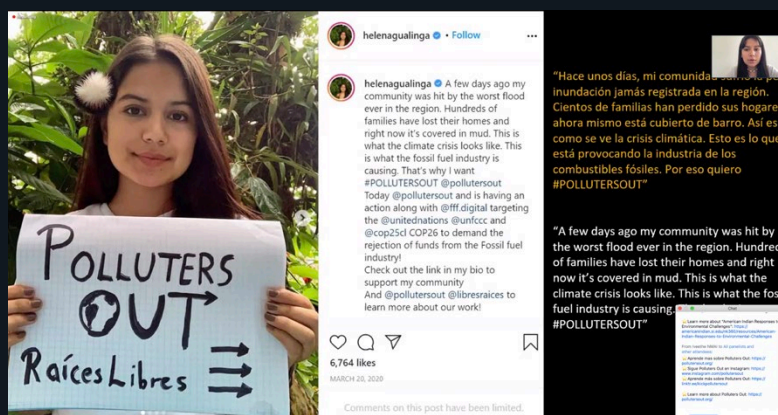 POLLUTERS
OUT
Raíces Libres
helenagualinga • Follow
helenagualinga A few days ago my
community was hit by the worst flood
ever in the region. Hundreds of
families have lost their homes and
right now it's covered in mud. This is
what the climate crisis looks like. This
is what the fossil fuel industry is
causing. That's why I want
#POLLUTERSOUT @pollutersout
Today @pollutersout and is having an
action along with @fff.digital targeting
the @unitednations @unfccc and
@cop25cl COP26 to demand the
rejection of funds from the Fossil fuel
industry!
Check out the link in my bio to
support my community
And @pollutersout @libresraices to
learn more about our work!
6,764 likes
MARCH 20, 2020
Comments on this post have been limited.
"Hace unos días, mi comunidad
inundación jamás registrada en la región.
Cientos de familias han perdido sus hogare
ahora mismo está cubierto de barro. Así es
como se ve la crisis climática. Esto es lo que
está provocando la industria de los
combustibles fósiles. Por eso quiero
#POLLUTERSOUT"
"A few days ago my community was hit by
the worst flood ever in the region. Hundred
of families have lost their homes and right
now it's covered in mud. This is what the
climate crisis looks like. This is what the fos
fuel industry is causing.
#POLLUTERSOUT"
Chat
Learn more about "American Indian Responses to
Environmental Challenges":